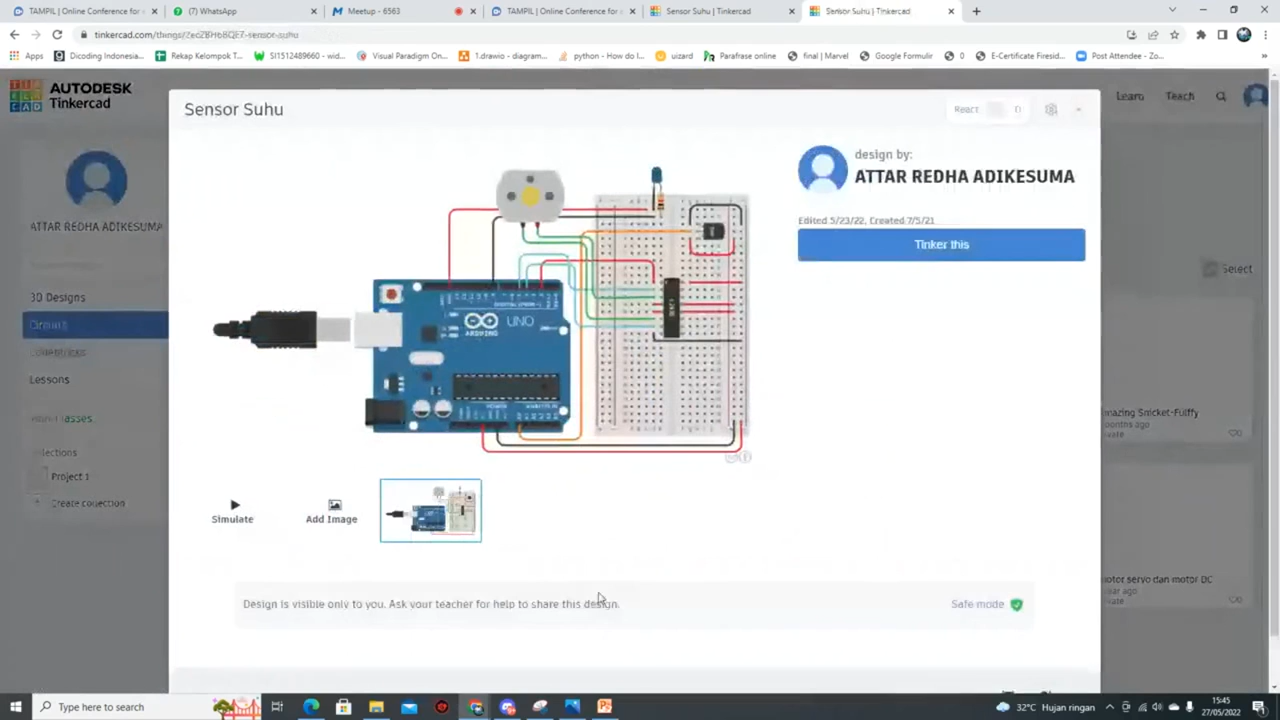 TAMPIL | Online Conference for
(7) WhatsApp
Meetup - 6563
TAMPIL | Online Conference for
Sensor Suhu | Tinkercad
Sensor Suhu | Tinkercad
Apps
Dicoding Indonesia...
Rekap Kelompok T...
SI1512489660 - wid...
Visual Paradigm On...
1.drawio - diagram...
python - How do I...
uizard
Parafrase online
final | Marvel
Google Formulir
0
E-Certificate Firesid...
Post Attendee - Zo...
AUTODESK
Tinkercad
Learn
Teach
Sensor Suhu
React
design by:
ATTAR REDHA ADIKESUMA
ATTAR REDHA ADIKESUMA
Edited 5/23/22, Created 7/5/21
Tinker this
Select
3D Designs
Circuits
Lessons
UNO
ARDUINO
Project 1
Create collection
Simulate
Add Image
motor servo dan motor DC
Design is visible only to you. Ask your teacher for help to share this design.
Safe mode
Type here to search
32°C Hujan ringan
15:45
27/05/2022